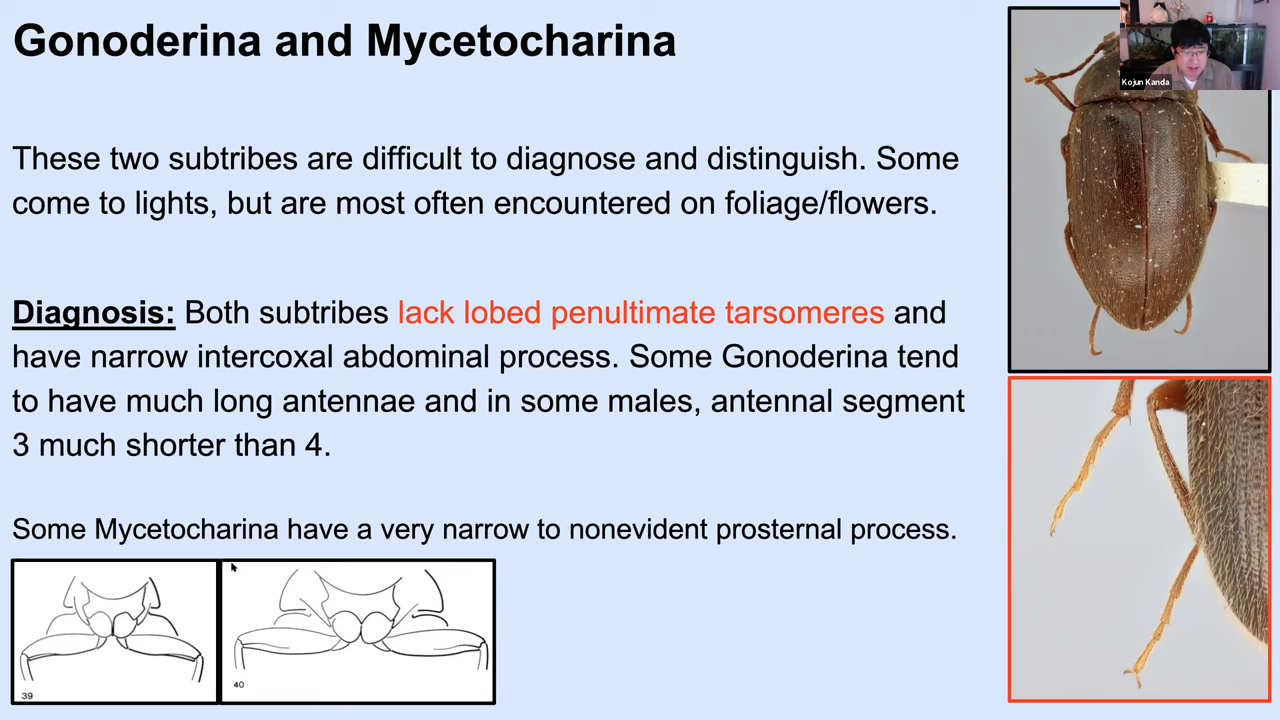 Gonoderina and Mycetocharina
Kojun Kanda
These two subtribes are difficult to diagnose and distinguish. Some
come to lights, but are most often encountered on foliage/flowers.
Diagnosis: Both subtribes lack lobed penultimate tarsomeres and
have narrow intercoxal abdominal process. Some Gonoderina tend
to have much long antennae and in some males, antennal segment
3 much shorter than 4.
Some Mycetocharina have a very narrow to nonevident prosternal process.
39
40